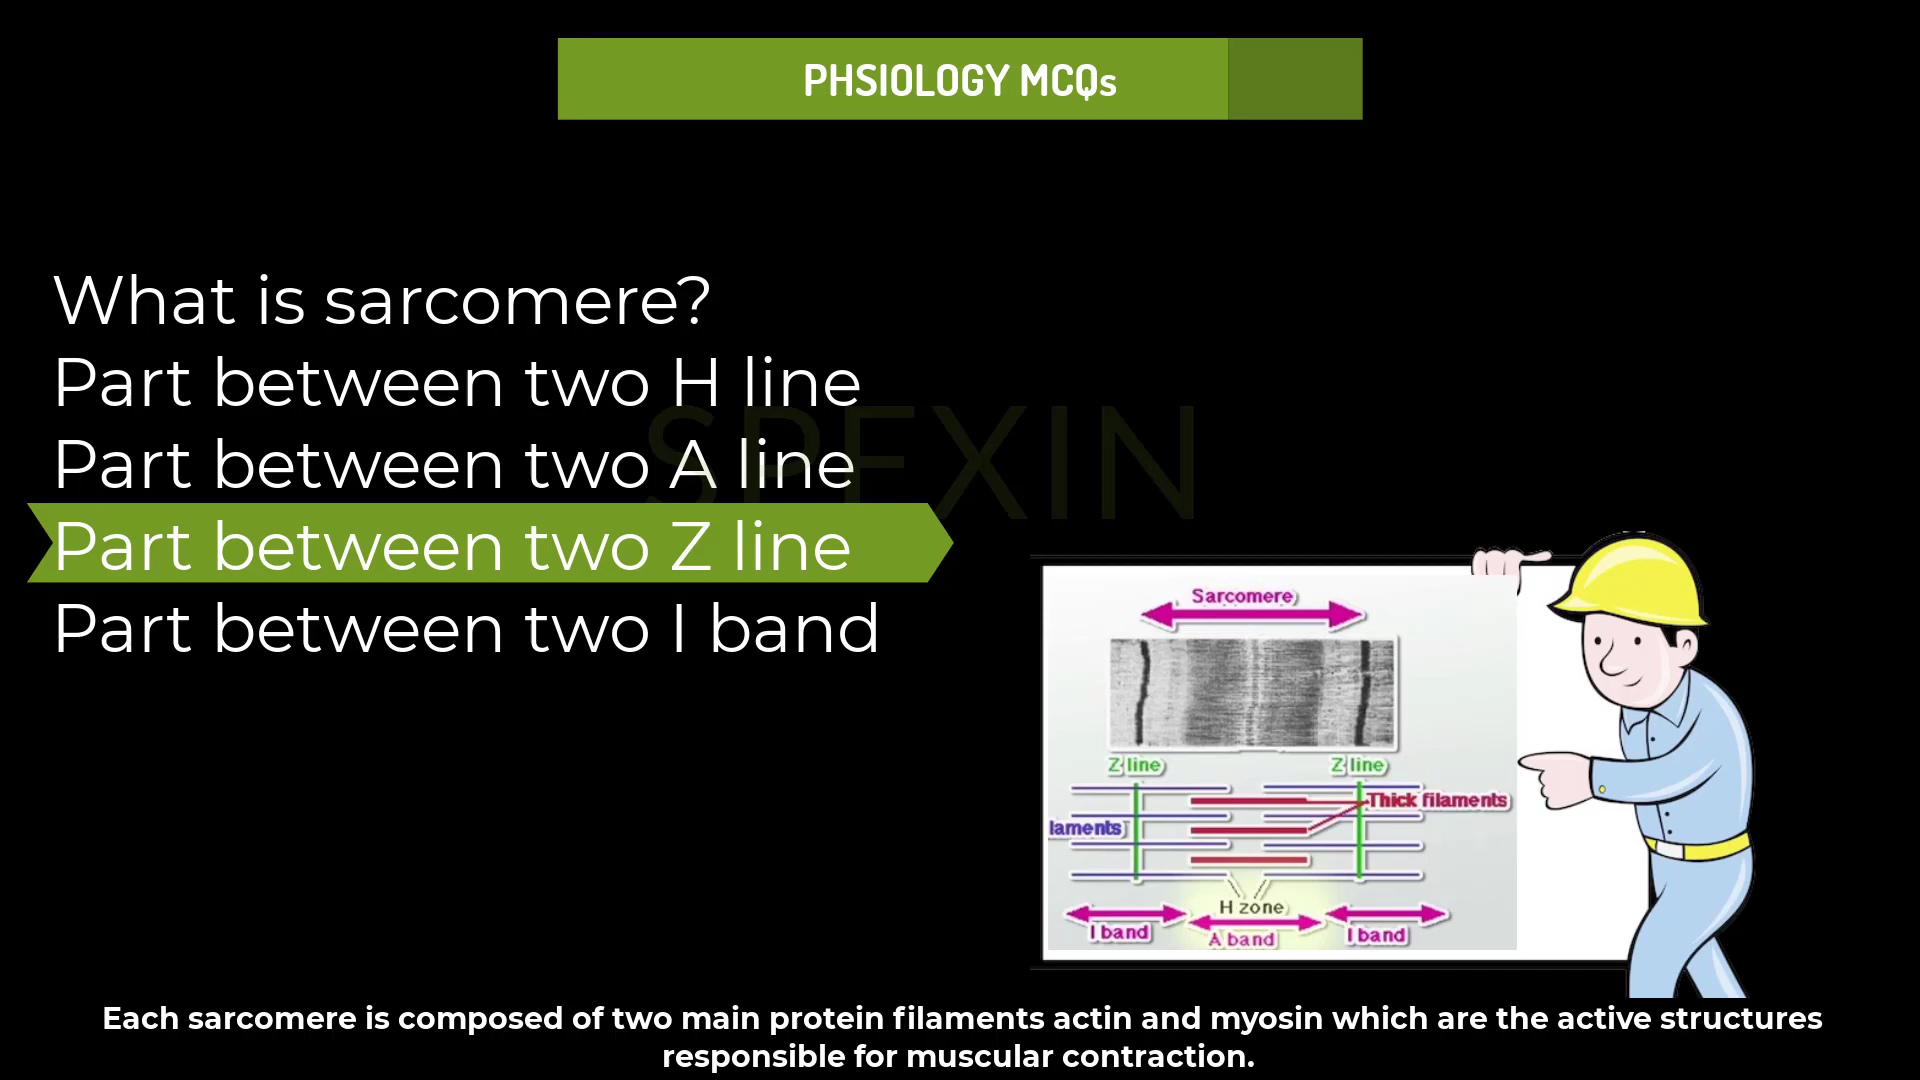 PHSIOLOGY MCQs
What is sarcomere?
Part between two H line
Part between two A line
Part between two Z line
Part between two I band
SPFXIN
Sarcomere
Z line
Z line
Thick filaments
laments
H zone
I band
A band
I band
Each sarcomere is composed of two main protein filaments actin and myosin which are the active structures
responsible for muscular contraction.